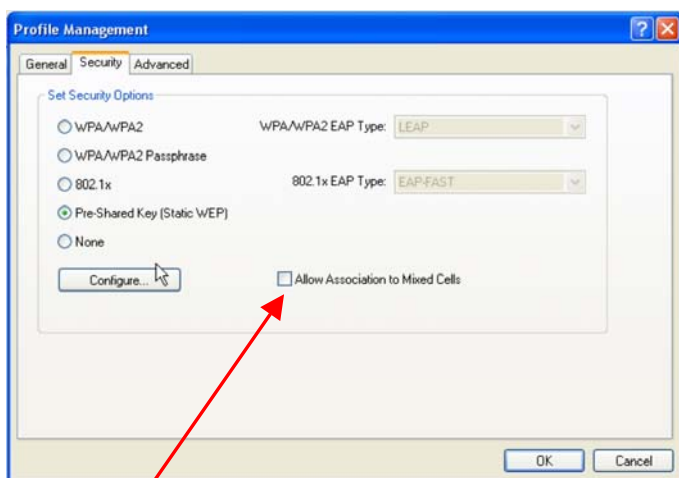 Profile Management
General Security Advanced
Set Security Options
WPA/WPA2 WPA/WPA2 EAP Type: LEAP
WPA/WPA2 Passphrase
802.1x 802.1x EAP Type: EAP-FAST
Pre-Shared Key (Static WEP)
None
Configure... Allow Association to Mixed Cells
OK Cancel